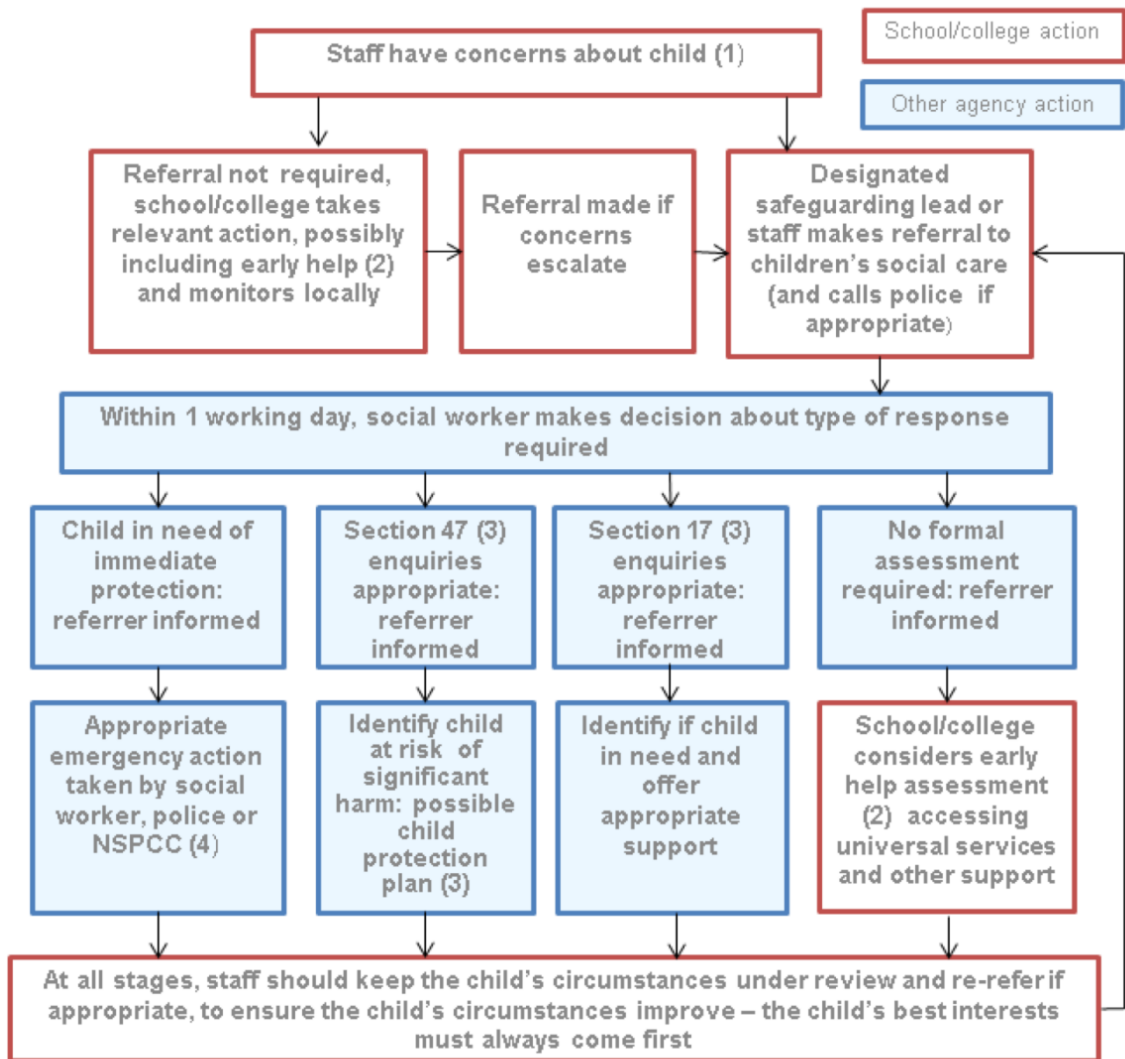 Staff have concerns about child (1)
School/college action
Other agency action
Referral not required,
school/college takes
relevant action, possibly
including early help (2)
and monitors locally
Referral made if
concerns
escalate
Designated
safeguarding lead or
staff makes referral to
children's social care
(and calls police if
appropriate)
Within 1 working day, social worker makes decision about type of response
required
Child in need of
immediate
protection:
referrer informed
Section 47 (3)
enquiries
appropriate:
referrer
informed
Section 17 (3)
enquiries
appropriate:
referrer
informed
No formal
assessment
required: referrer
informed
Appropriate
emergency action
taken by social
worker, police or
NSPCC (4)
Identify child
at risk of
significant
harm: possible
child
protection
plan (3)
Identify if child
in need and
offer
appropriate
support
School/college
considers early
help assessment
(2) accessing
universal services
and other support
At all stages, staff should keep the child's circumstances under review and re-refer if
appropriate, to ensure the child's circumstances improve – the child's best interests
must always come first